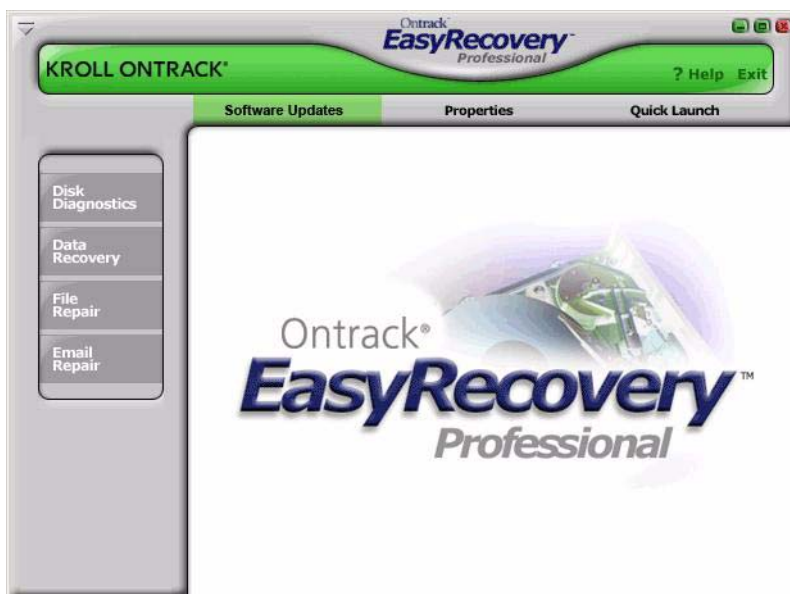 Ontrack®
EasyRecovery™
Professional
KROLL ONTRACK®
? Help Exit
Software Updates Properties Quick Launch
Disk
Diagnostics
Data
Recovery
File
Repair
Email
Repair
Ontrack®
EasyRecovery™
Professional